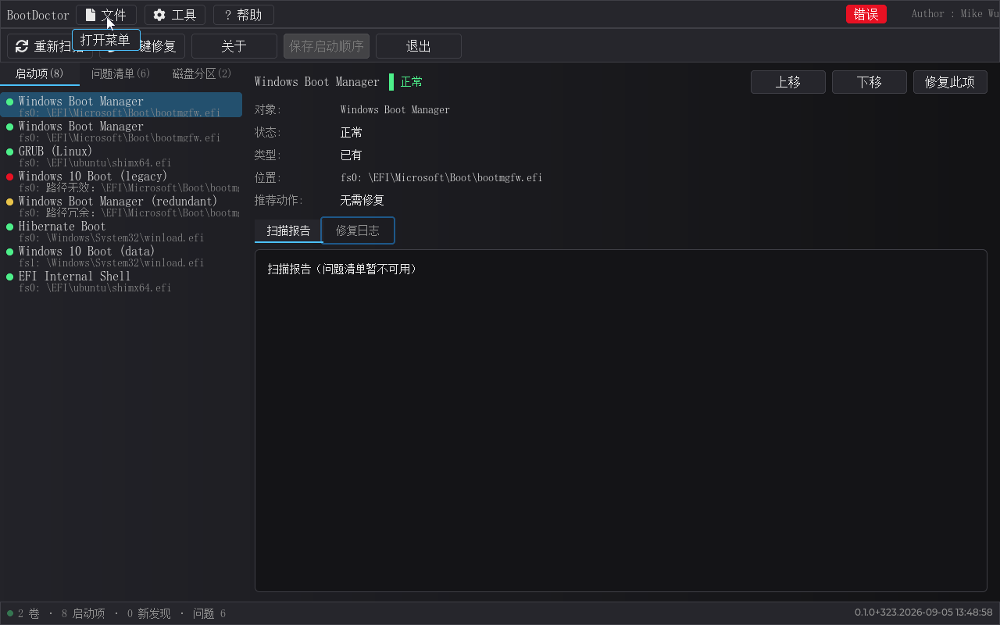 BootDoctor 文件 工具 ? 帮助 错误 Author : Mike Wu
打开菜单
重新扫 键修复 关于 保存启动顺序 退出
启动项(8) 问题清单(6) 磁盘分区(2)
Windows Boot Manager
fs0: \EFI\Microsoft\Boot\bootmgfw.efi
Windows Boot Manager
fs0: \EFI\Microsoft\Boot\bootmgfw.efi
GRUB (Linux)
fs0: \EFI\ubuntu\shimx64.efi
Windows 10 Boot (legacy)
fs0: 路径无效: \EFI\Microsoft\Boot\bootm
Windows Boot Manager (redundant)
fs0: 路径冗余: \EFI\Microsoft\Boot\bootm
Hibernate Boot
fs0: \Windows\System32\winload.efi
Windows 10 Boot (data)
fs1: \Windows\System32\winload.efi
EFI Internal Shell
fs0: \EFI\ubuntu\shimx64.efi
Windows Boot Manager 正常 上移 下移 修复此项
对象: Windows Boot Manager
状态: 正常
类型: 已有
位置: fs0: \EFI\Microsoft\Boot\bootmgfw.efi
推荐动作: 无需修复
扫描报告 修复日志
扫描报告（问题清单暂不可用）
2 卷 · 8 启动项 · 0 新发现 · 问题 6 0.1.0+323.2026-09-05 13:48:58